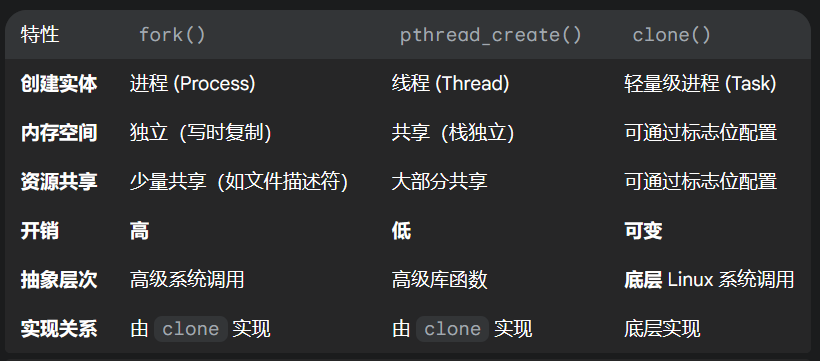 特性 fork() pthread_create() clone()
创建实体 进程 (Process) 线程 (Thread) 轻量级进程 (Task)
内存空间 独立（写时复制） 共享（栈独立） 可通过标志位配置
资源共享 少量共享（如文件描述符） 大部分共享 可通过标志位配置
开销 高 低 可变
抽象层次 高级系统调用 高级库函数 底层 Linux 系统调用
实现关系 由 clone 实现 由 clone 实现 底层实现